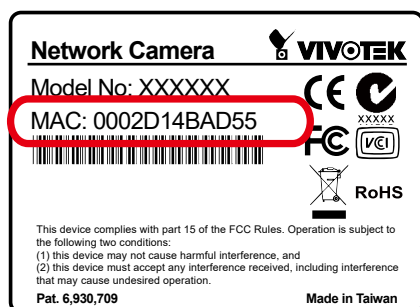 Network Camera
VIVOTEK
Model No: XXXXXX
CE
MAC: 0002D14BAD55
XXXXX
FC
VCI
RoHS
This device complies with part 15 of the FCC Rules. Operation is subject to
the following two conditions:
(1) this device may not cause harmful interference, and
(2) this device must accept any interference received, including interference
that may cause undesired operation.
Pat. 6,930,709
Made in Taiwan